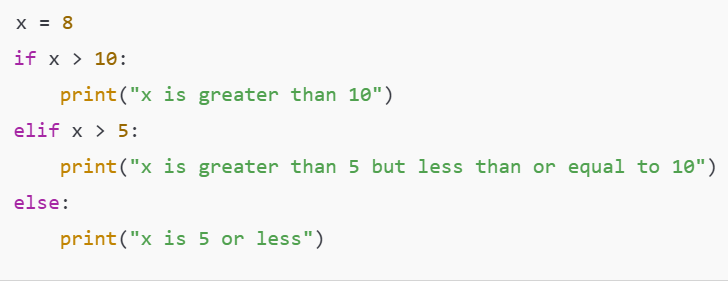 x = 8
if x > 10:
    print("x is greater than 10")
elif x > 5:
    print("x is greater than 5 but less than or equal to 10")
else:
    print("x is 5 or less")